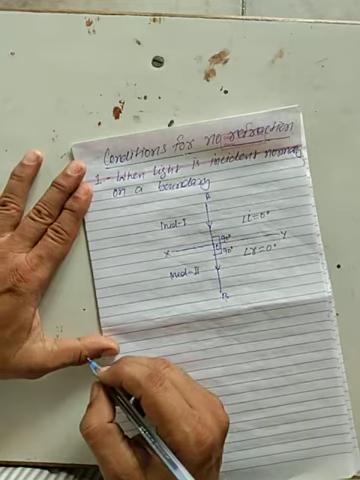 Conditions for no refraction
1. - When light is incident normally
on a boundary
A
Med-I
∠i=0°
90°
X
Y
90°
∠r=0°
Med-II
B